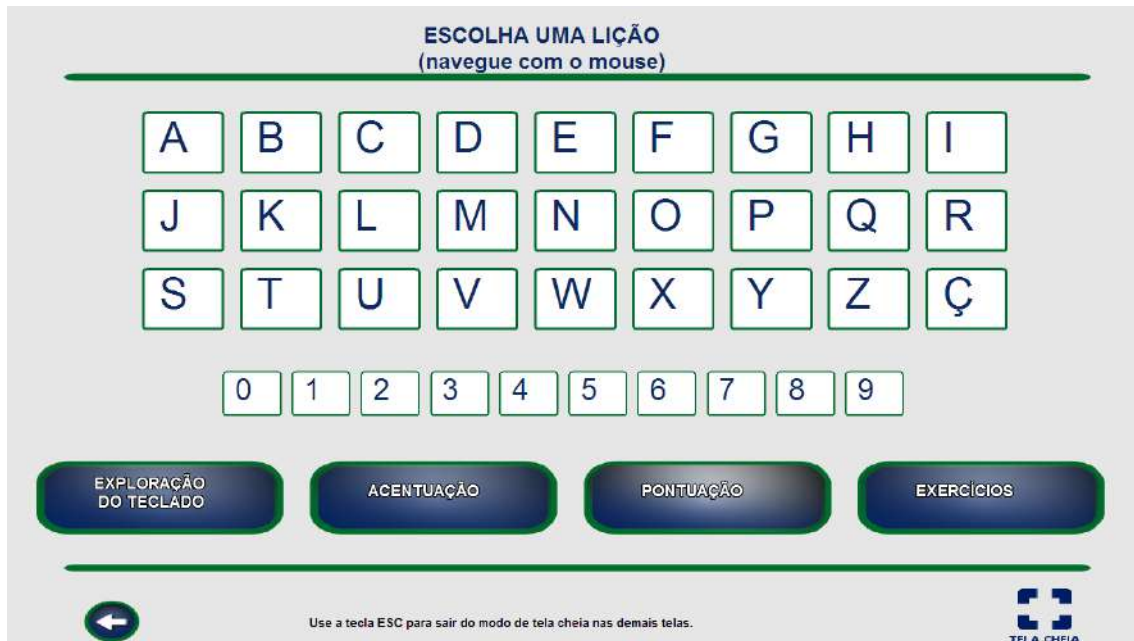 ESCOLHA UMA LIÇÃO
(navegue com o mouse)
A B C D E F G H I
J K L M N O P Q R
S T U V W X Y Z Ç
0 1 2 3 4 5 6 7 8 9
EXPLORAÇÃO
DO TECLADO
ACENTUAÇÃO
PONTUAÇÃO
EXERCÍCIOS
Use a tecla ESC para sair do modo de tela cheia nas demais telas.
TELA CHEIA